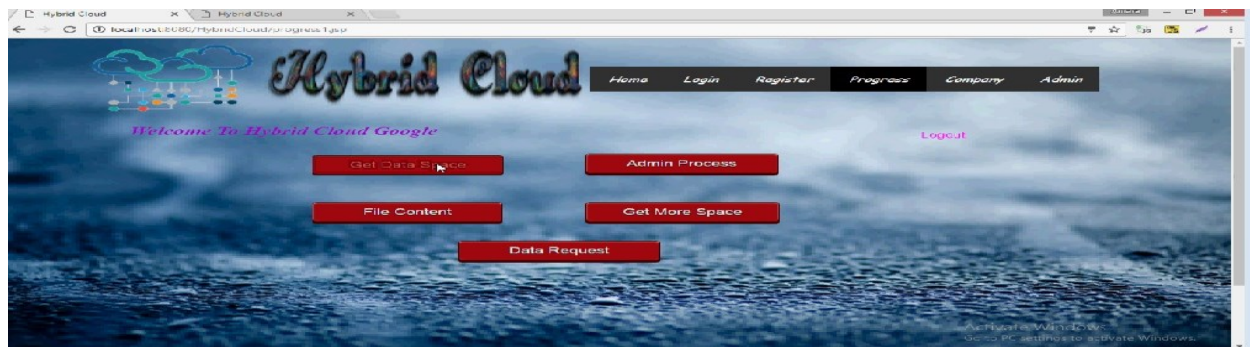 Hybrid Cloud
Hybrid Cloud
localhost:8080/HybridCloud/progress1.jsp
Hybrid Cloud
Home Login Register Progress Company Admin
Welcome To Hybrid Cloud Google
Logout
Get Data Space
Admin Process
File Content
Get More Space
Data Request
Activate Windows
Go to PC settings to activate Windows.